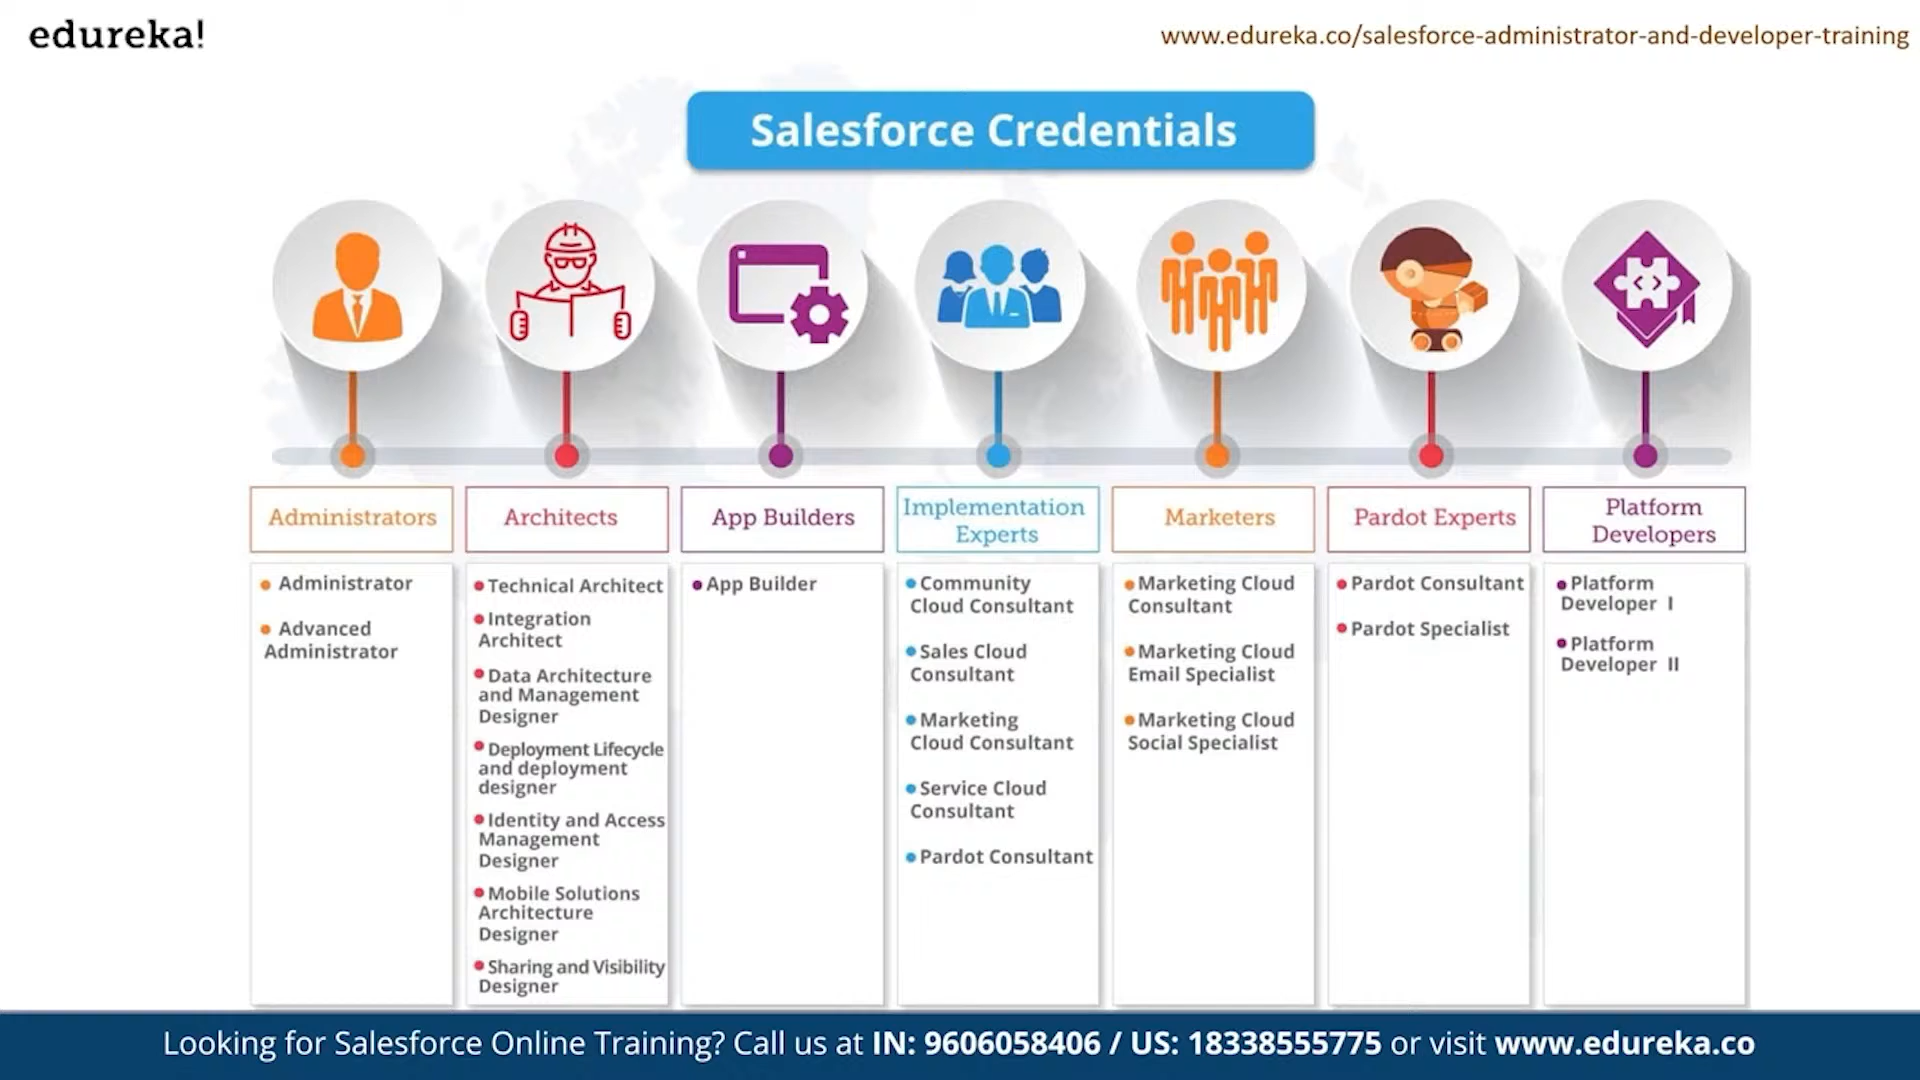 edureka!
www.edureka.co/salesforce-administrator-and-developer-training
Salesforce Credentials
Administrators
Administrator
Advanced
Administrator
Architects
Technical Architect
Integration
Architect
Data Architecture
and Management
Designer
Deployment Lifecycle
and deployment
designer
Identity and Access
Management
Designer
Mobile Solutions
Architecture
Designer
Sharing and Visibility
Designer
App Builders
App Builder
Implementation
Experts
Community
Cloud Consultant
Sales Cloud
Consultant
Marketing
Cloud Consultant
Service Cloud
Consultant
Pardot Consultant
Marketers
Marketing Cloud
Consultant
Marketing Cloud
Email Specialist
Marketing Cloud
Social Specialist
Pardot Experts
Pardot Consultant
Pardot Specialist
Platform
Developers
Platform
Developer I
Platform
Developer II
Looking for Salesforce Online Training? Call us at IN: 9606058406 / US: 18338555775 or visit www.edureka.co